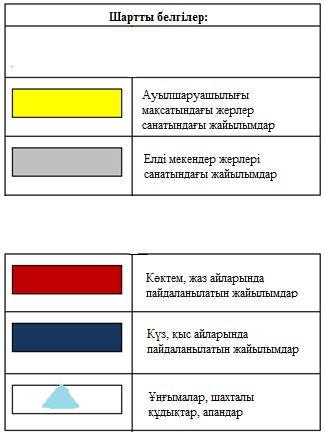 Шартты белгілер:
Ауылшаруашылығы
мақсатындағы жерлер
санатындағы жайылымдар
Елді мекендер жерлері
санатындағы жайылымдар
Көктем, жаз айларында
пайдаланылатын жайылымдар
Күз, қыс айларында
пайдаланылатын жайылымдар
Ұңғымалар, шахталы
құдықтар, апандар